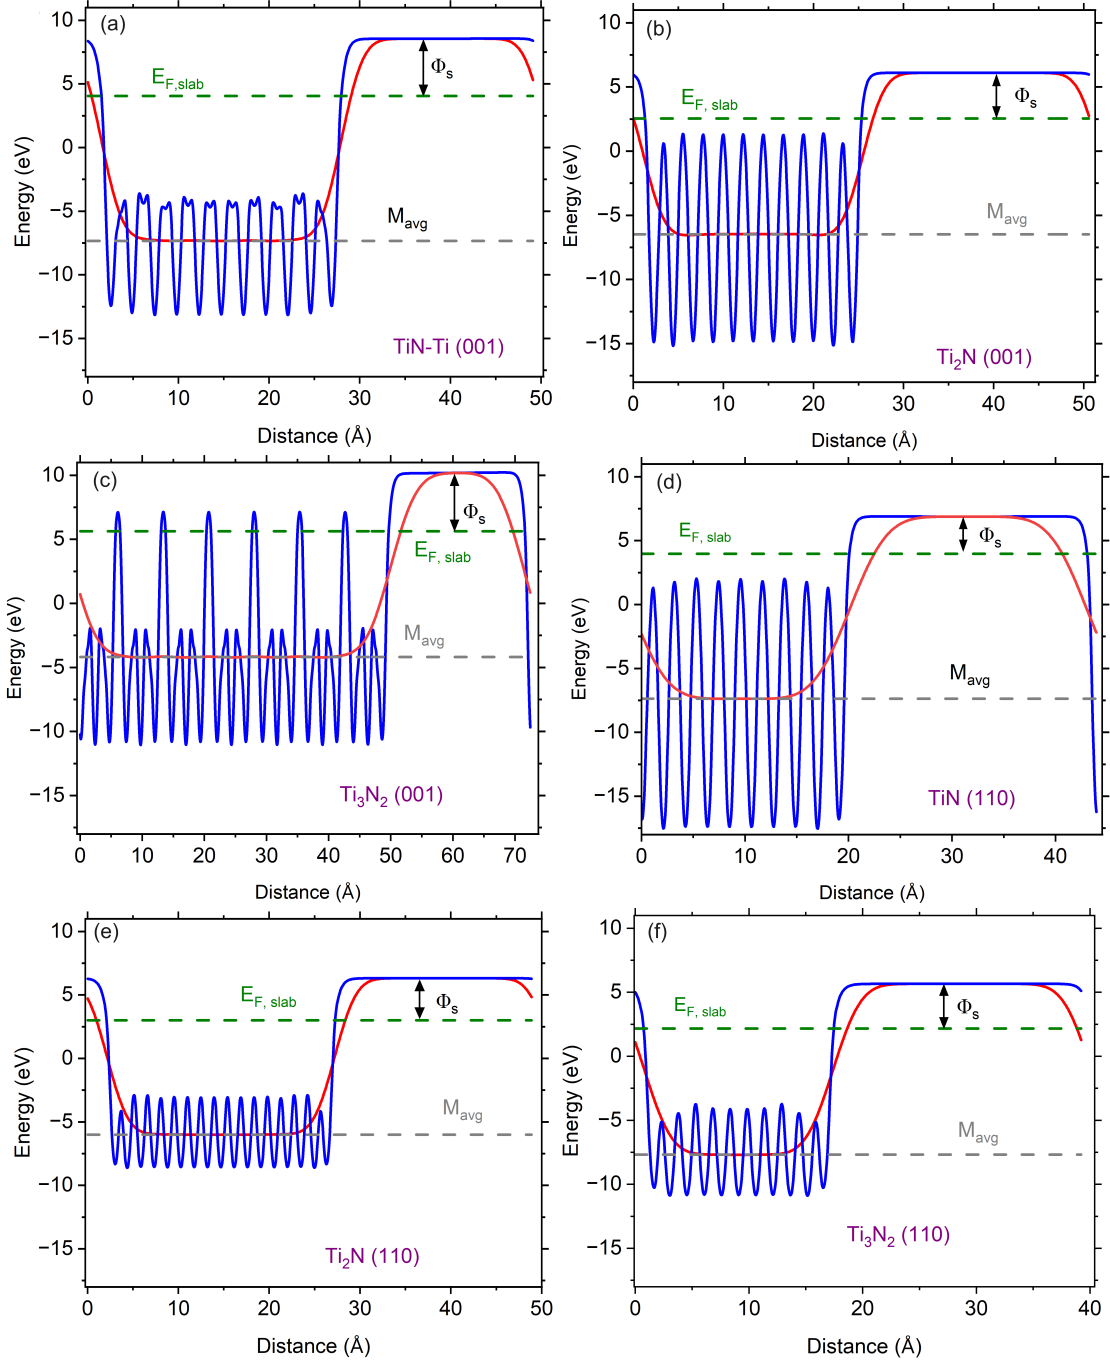 (a)
10
5
0
−5
−10
−15
Energy (eV)
E_F,slab
Φ_s
M_avg
TiN-Ti (001)
0 10 20 30 40 50
Distance (Å)
(b)
10
5
0
−5
−10
−15
Energy (eV)
E_F, slab
Φ_s
M_avg
Ti₂N (001)
0 10 20 30 40 50
Distance (Å)
(c)
10
5
0
−5
−10
−15
Energy (eV)
Φ_s
E_F, slab
M_avg
Ti₃N₂ (001)
0 10 20 30 40 50 60 70
Distance (Å)
(d)
10
5
0
−5
−10
−15
Energy (eV)
E_F, slab
Φ_s
M_avg
TiN (110)
0 10 20 30 40
Distance (Å)
(e)
10
5
0
−5
−10
−15
Energy (eV)
E_F, slab
Φ_s
M_avg
Ti₂N (110)
0 10 20 30 40 50
Distance (Å)
(f)
10
5
0
−5
−10
−15
Energy (eV)
E_F, slab
Φ_s
M_avg
Ti₃N₂ (110)
0 10 20 30 40
Distance (Å)